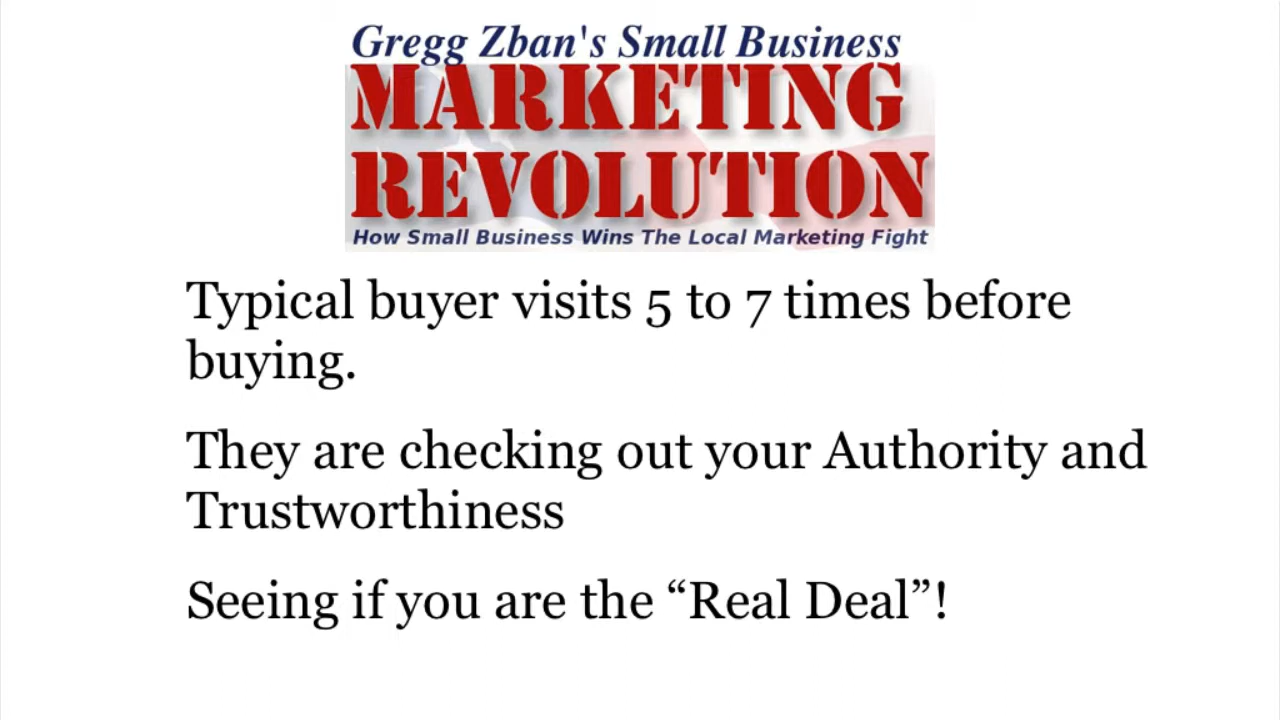 Gregg Zban's Small Business
MARKETING
REVOLUTION
How Small Business Wins The Local Marketing Fight
Typical buyer visits 5 to 7 times before
buying.
They are checking out your Authority and
Trustworthiness
Seeing if you are the “Real Deal”!